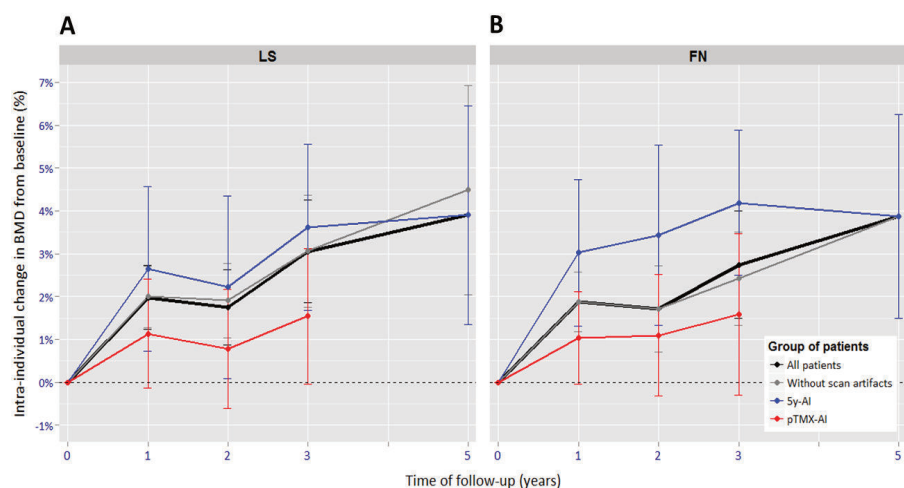 A
B
LS
FN
Intra-individual change in BMD from baseline (%)
7%
6%
5%
4%
3%
2%
1%
0%
-1%
Group of patients
All patients
Without scan artifacts
5y-AI
pTMX-AI
0 1 2 3 5
0 1 2 3 5
Time of follow-up (years)